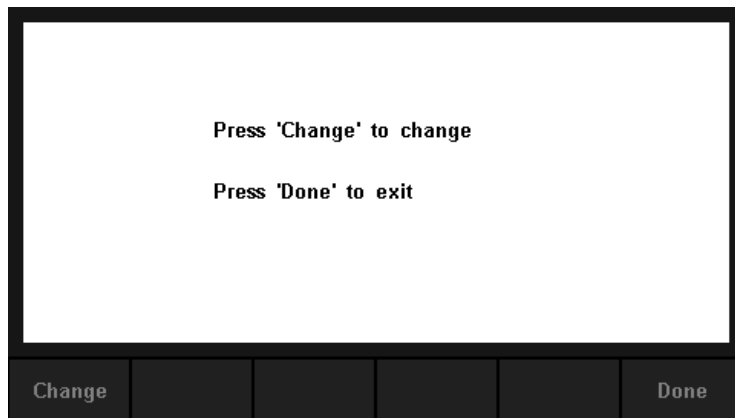 Press 'Change' to change
Press 'Done' to exit
Change
Done